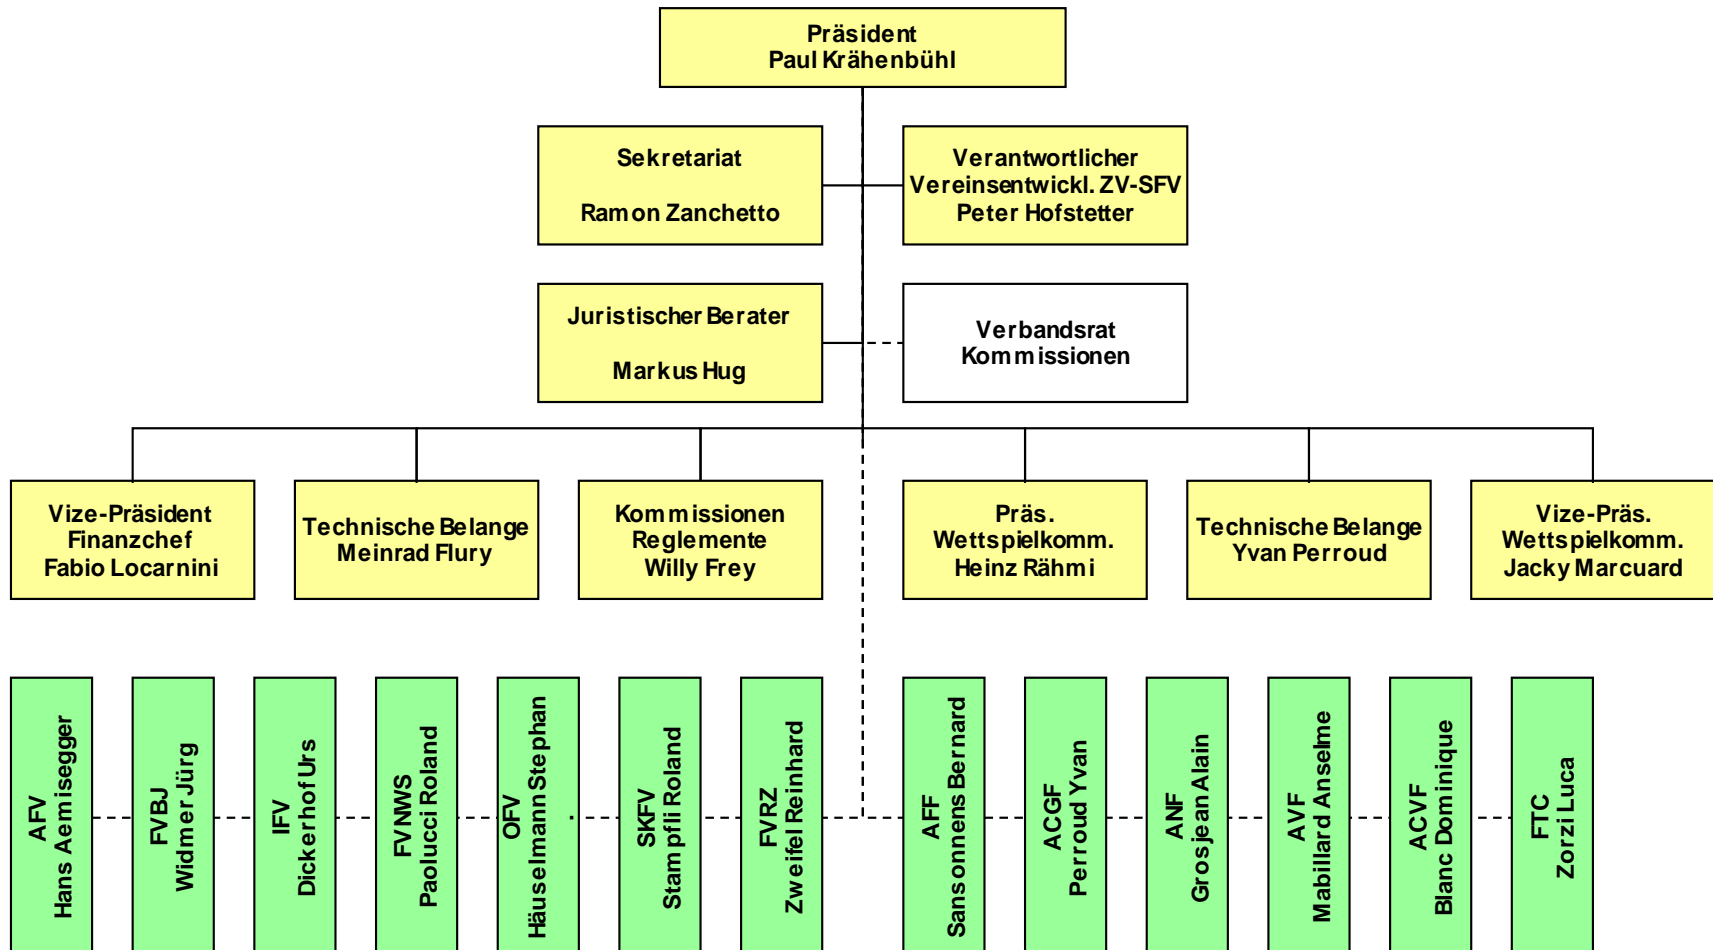 Präsident
Paul Krähenbühl
Sekretariat
Ramon Zanchetto
Verantwortlicher
Vereinsentwickl. ZV-SFV
Peter Hofstetter
Juristischer Berater
Markus Hug
Verbandsrat
Kommissionen
Vize-Präsident
Finanzchef
Fabio Locarnini
Technische Belange
Meinrad Flury
Kommissionen
Reglemente
Willy Frey
Präs.
Wettspielkomm.
Heinz Rähmi
Technische Belange
Yvan Perroud
Vize-Präs.
Wettspielkomm.
Jacky Marcuard
AFV
Hans Aemisegger
FVBJ
Widmer Jürg
IFV
Dickerhof Urs
FVNWS
Paolucci Roland
OFV
Häuselmann Stephan
SKFV
Stampfli Roland
FVRZ
Zweifel Reinhard
AFF
Sansonnens Bernard
ACGF
Perroud Yvan
ANF
Grosjean Alain
AVF
Mabillard Anselme
ACVF
Blanc Dominique
FTC
Zorzi Luca